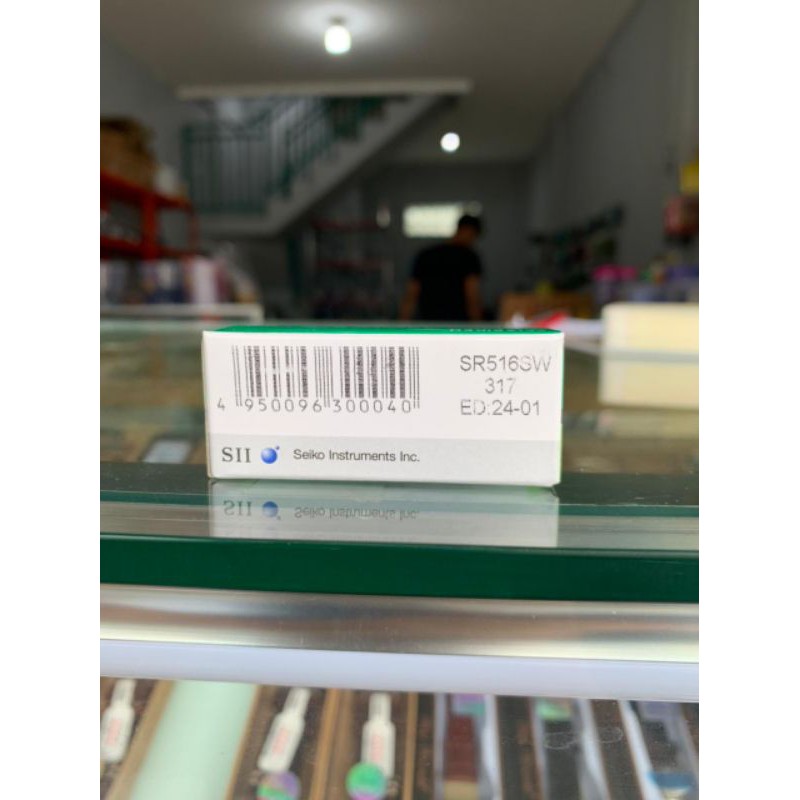 SR516SW
317
ED:24-01
4 950096 300040
SII Seiko Instruments Inc.